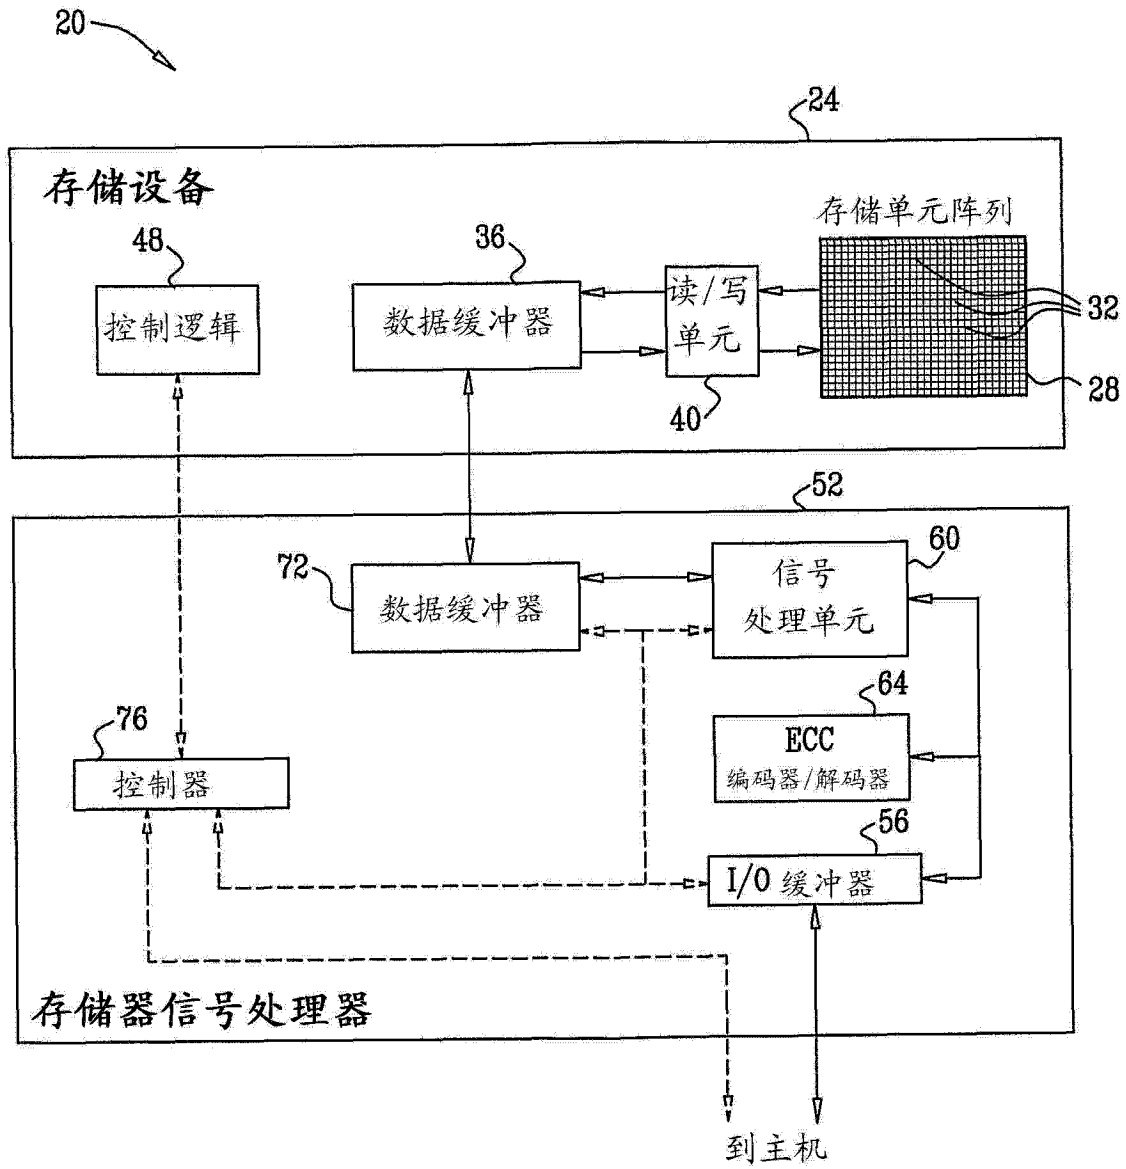 20
24
存储设备
存储单元阵列
48
36
控制逻辑
数据缓冲器
读/写
单元
32
28
40
52
72
60
数据缓冲器
信号
处理单元
64
ECC
编码器/解码器
76
控制器
56
I/O 缓冲器
存储器信号处理器
到主机